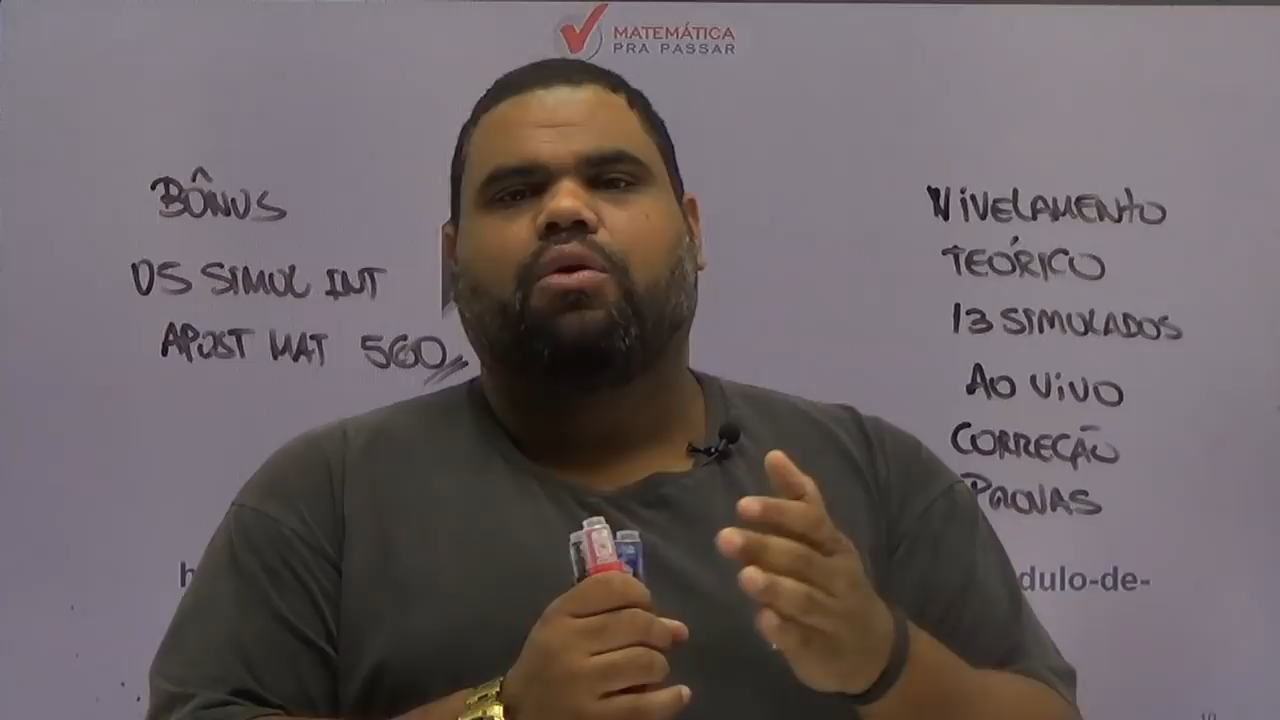 MATEMÁTICA
PRA PASSAR
BÔNUS
05 SIMUL INT
APOST MAT 560
NIVELAMENTO
TEÓRICO
13 SIMULADOS
AO VIVO
CORREÇÃO
PROVAS
h
dulo-de-